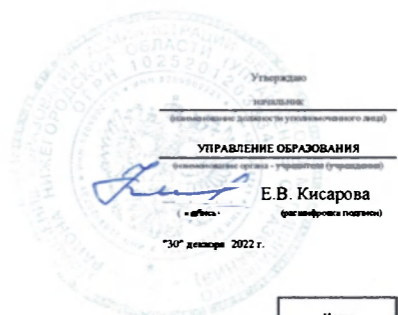 Утверждаю
начальник
(наименование должности уполномоченного лица)
УПРАВЛЕНИЕ ОБРАЗОВАНИЯ
(наименование органа - учредителя (учреждения)
Е.В. Кисарова
(подпись) (расшифровка подписи)
"30" декабря 2022 г.